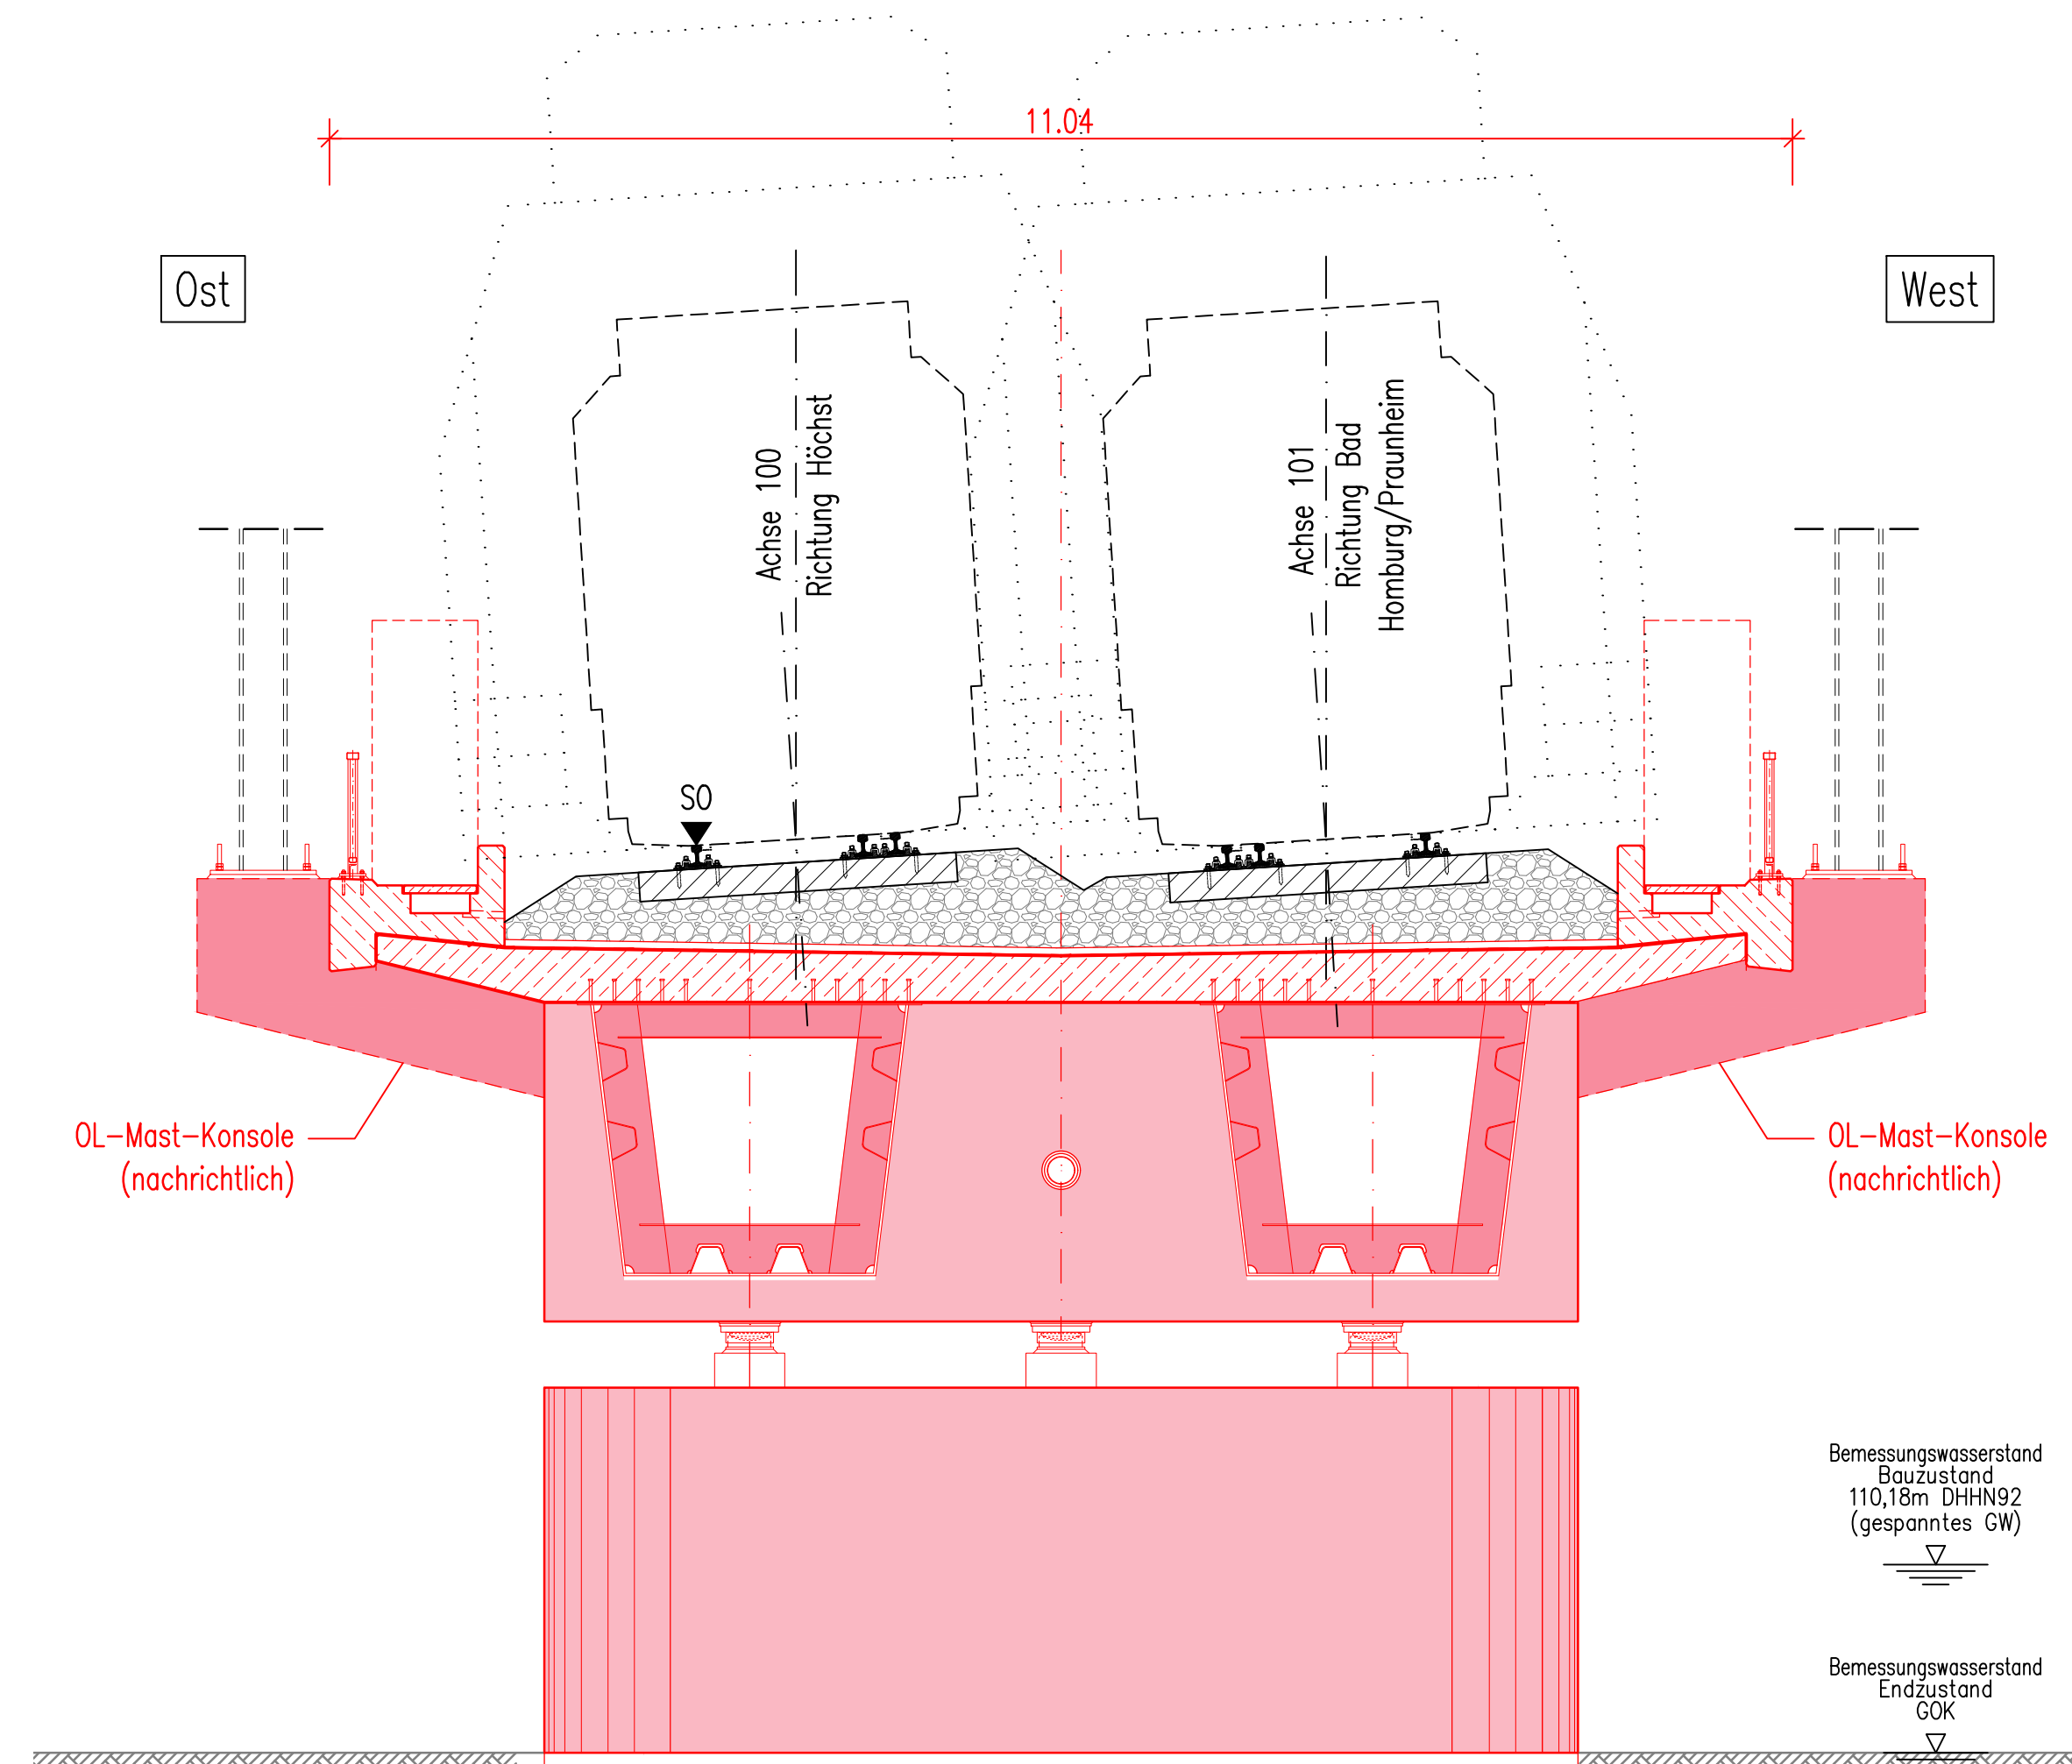 11.04
Ost
West
Achse 100
Richtung Höchst
Achse 101
Richtung Bad
Homburg/Praunheim
SO
OL-Mast-Konsole
(nachrichtlich)
OL-Mast-Konsole
(nachrichtlich)
Bemessungswasserstand
Bauzustand
110,18m DHHN92
(gespanntes GW)
Bemessungswasserstand
Endzustand
GOK